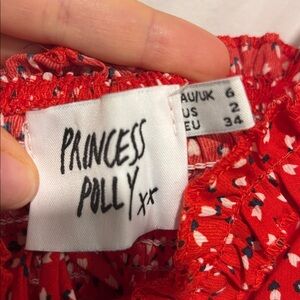 PRINCESS
POLLY xx
AU/UK 6
US 2
EU 34